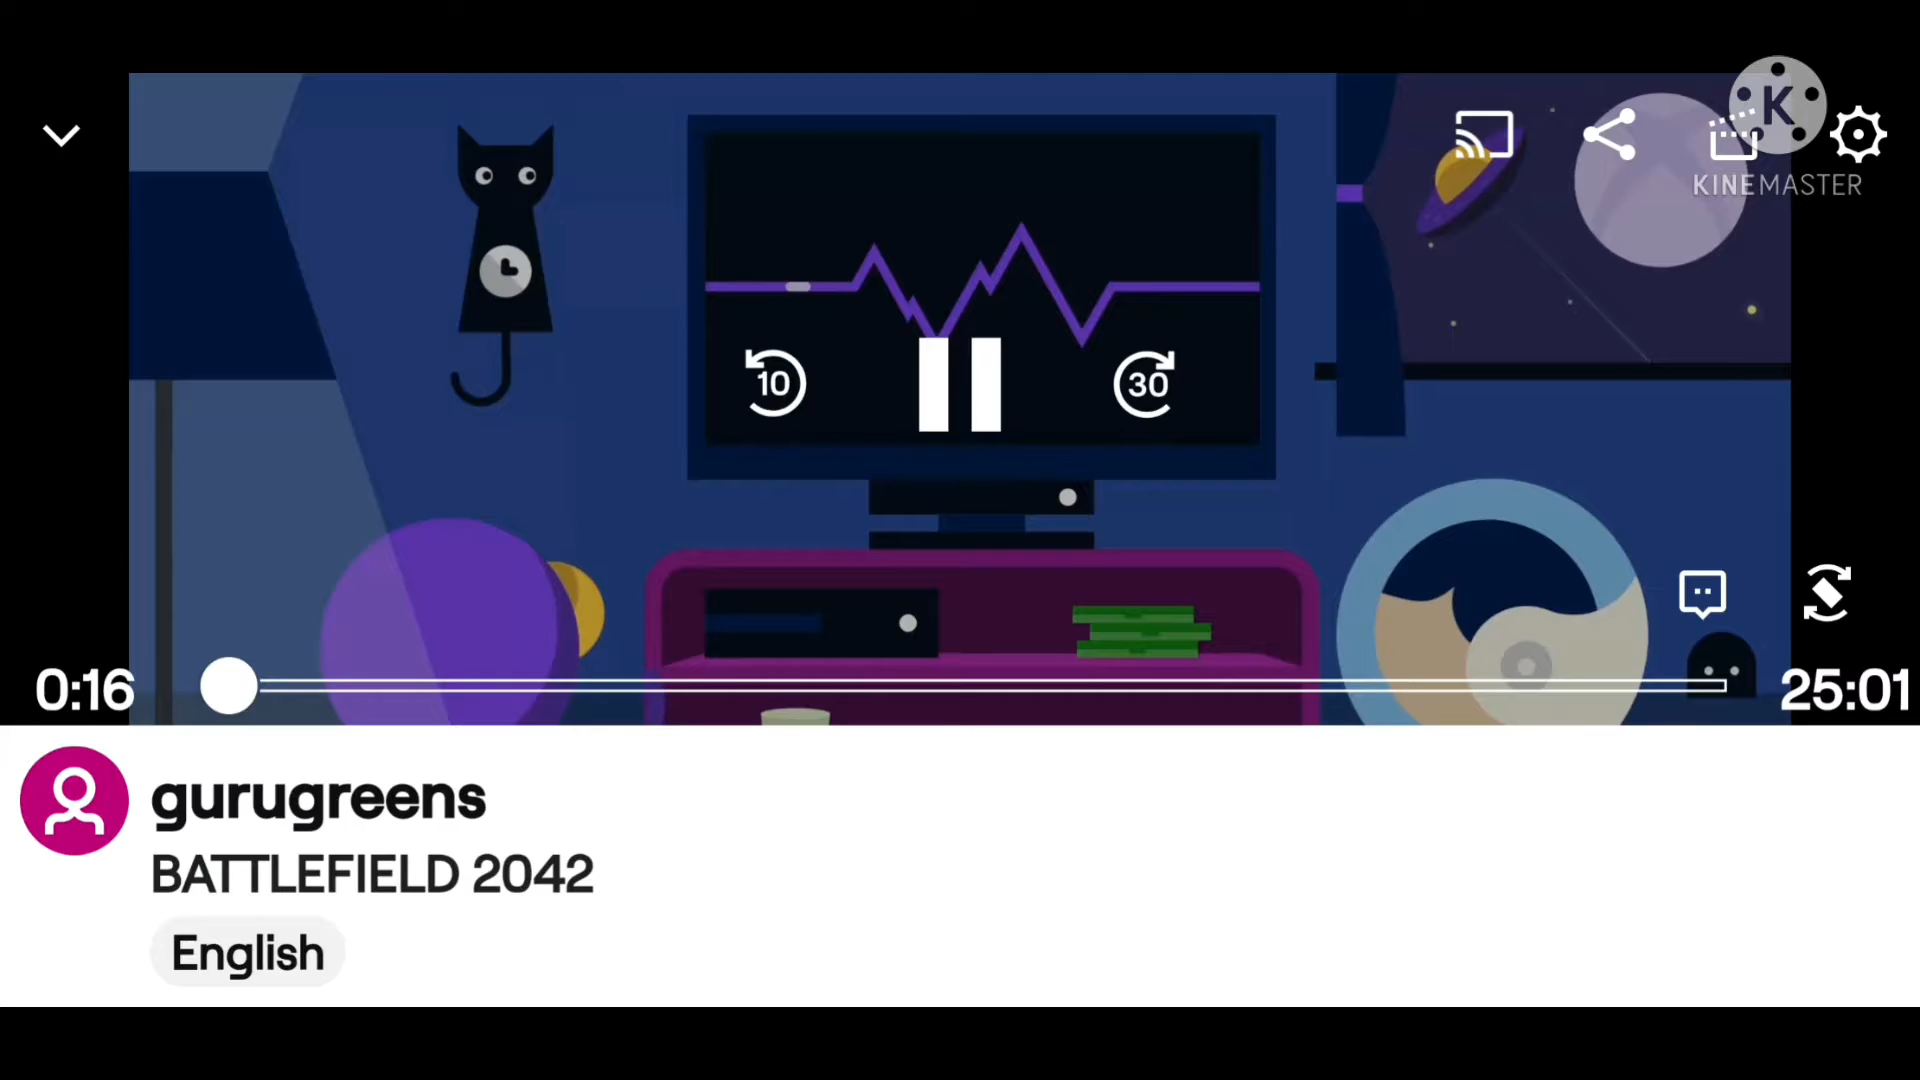 K
KINEMASTER
10
30
0:16
25:01
gurugreens
BATTLEFIELD 2042
English